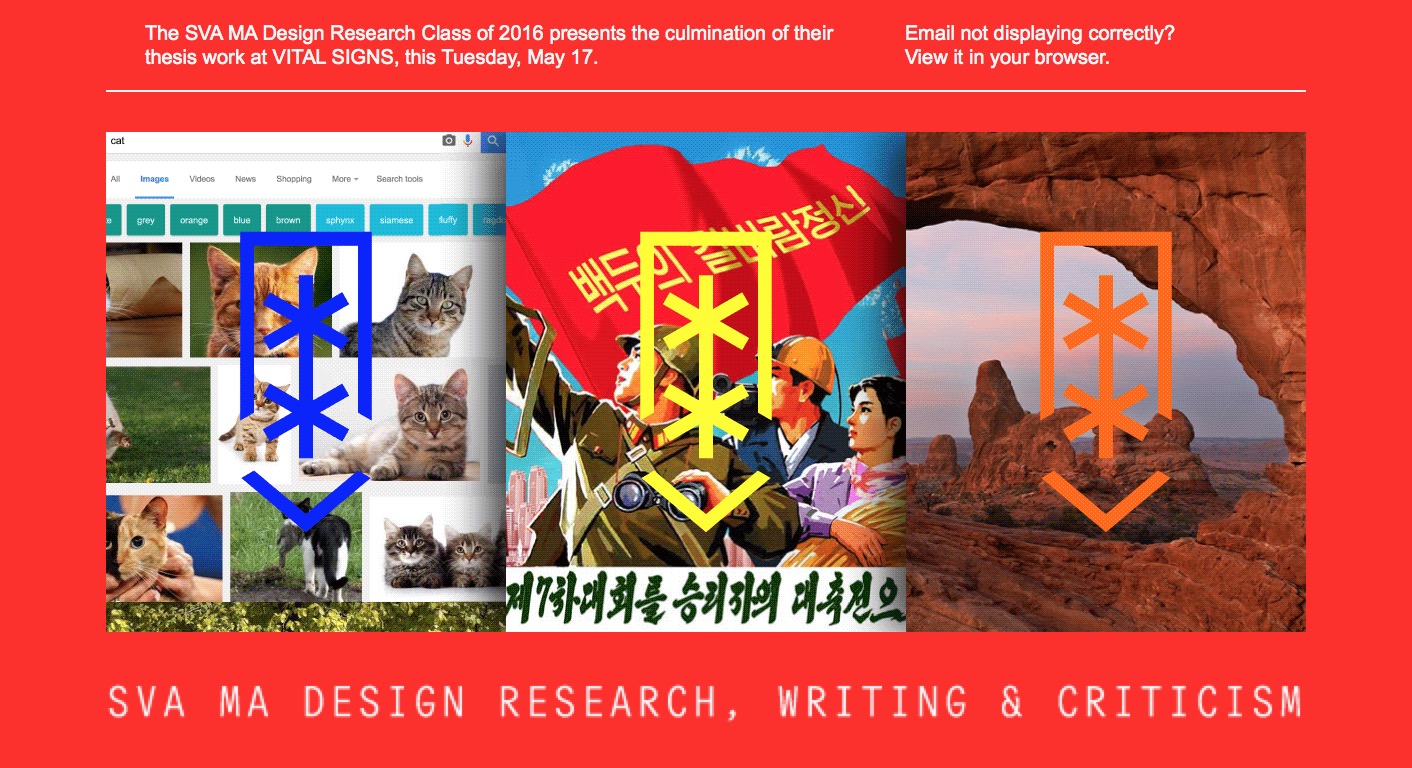 The SVA MA Design Research Class of 2016 presents the culmination of their
thesis work at VITAL SIGNS, this Tuesday, May 17.
Email not displaying correctly?
View it in your browser.
cat
All Images Videos News Shopping More Search tools
grey orange blue brown sphynx siamese fluffy
백두의 칼바람정신
제7차대회를 승리자의 대축전으
SVA MA DESIGN RESEARCH, WRITING & CRITICISM